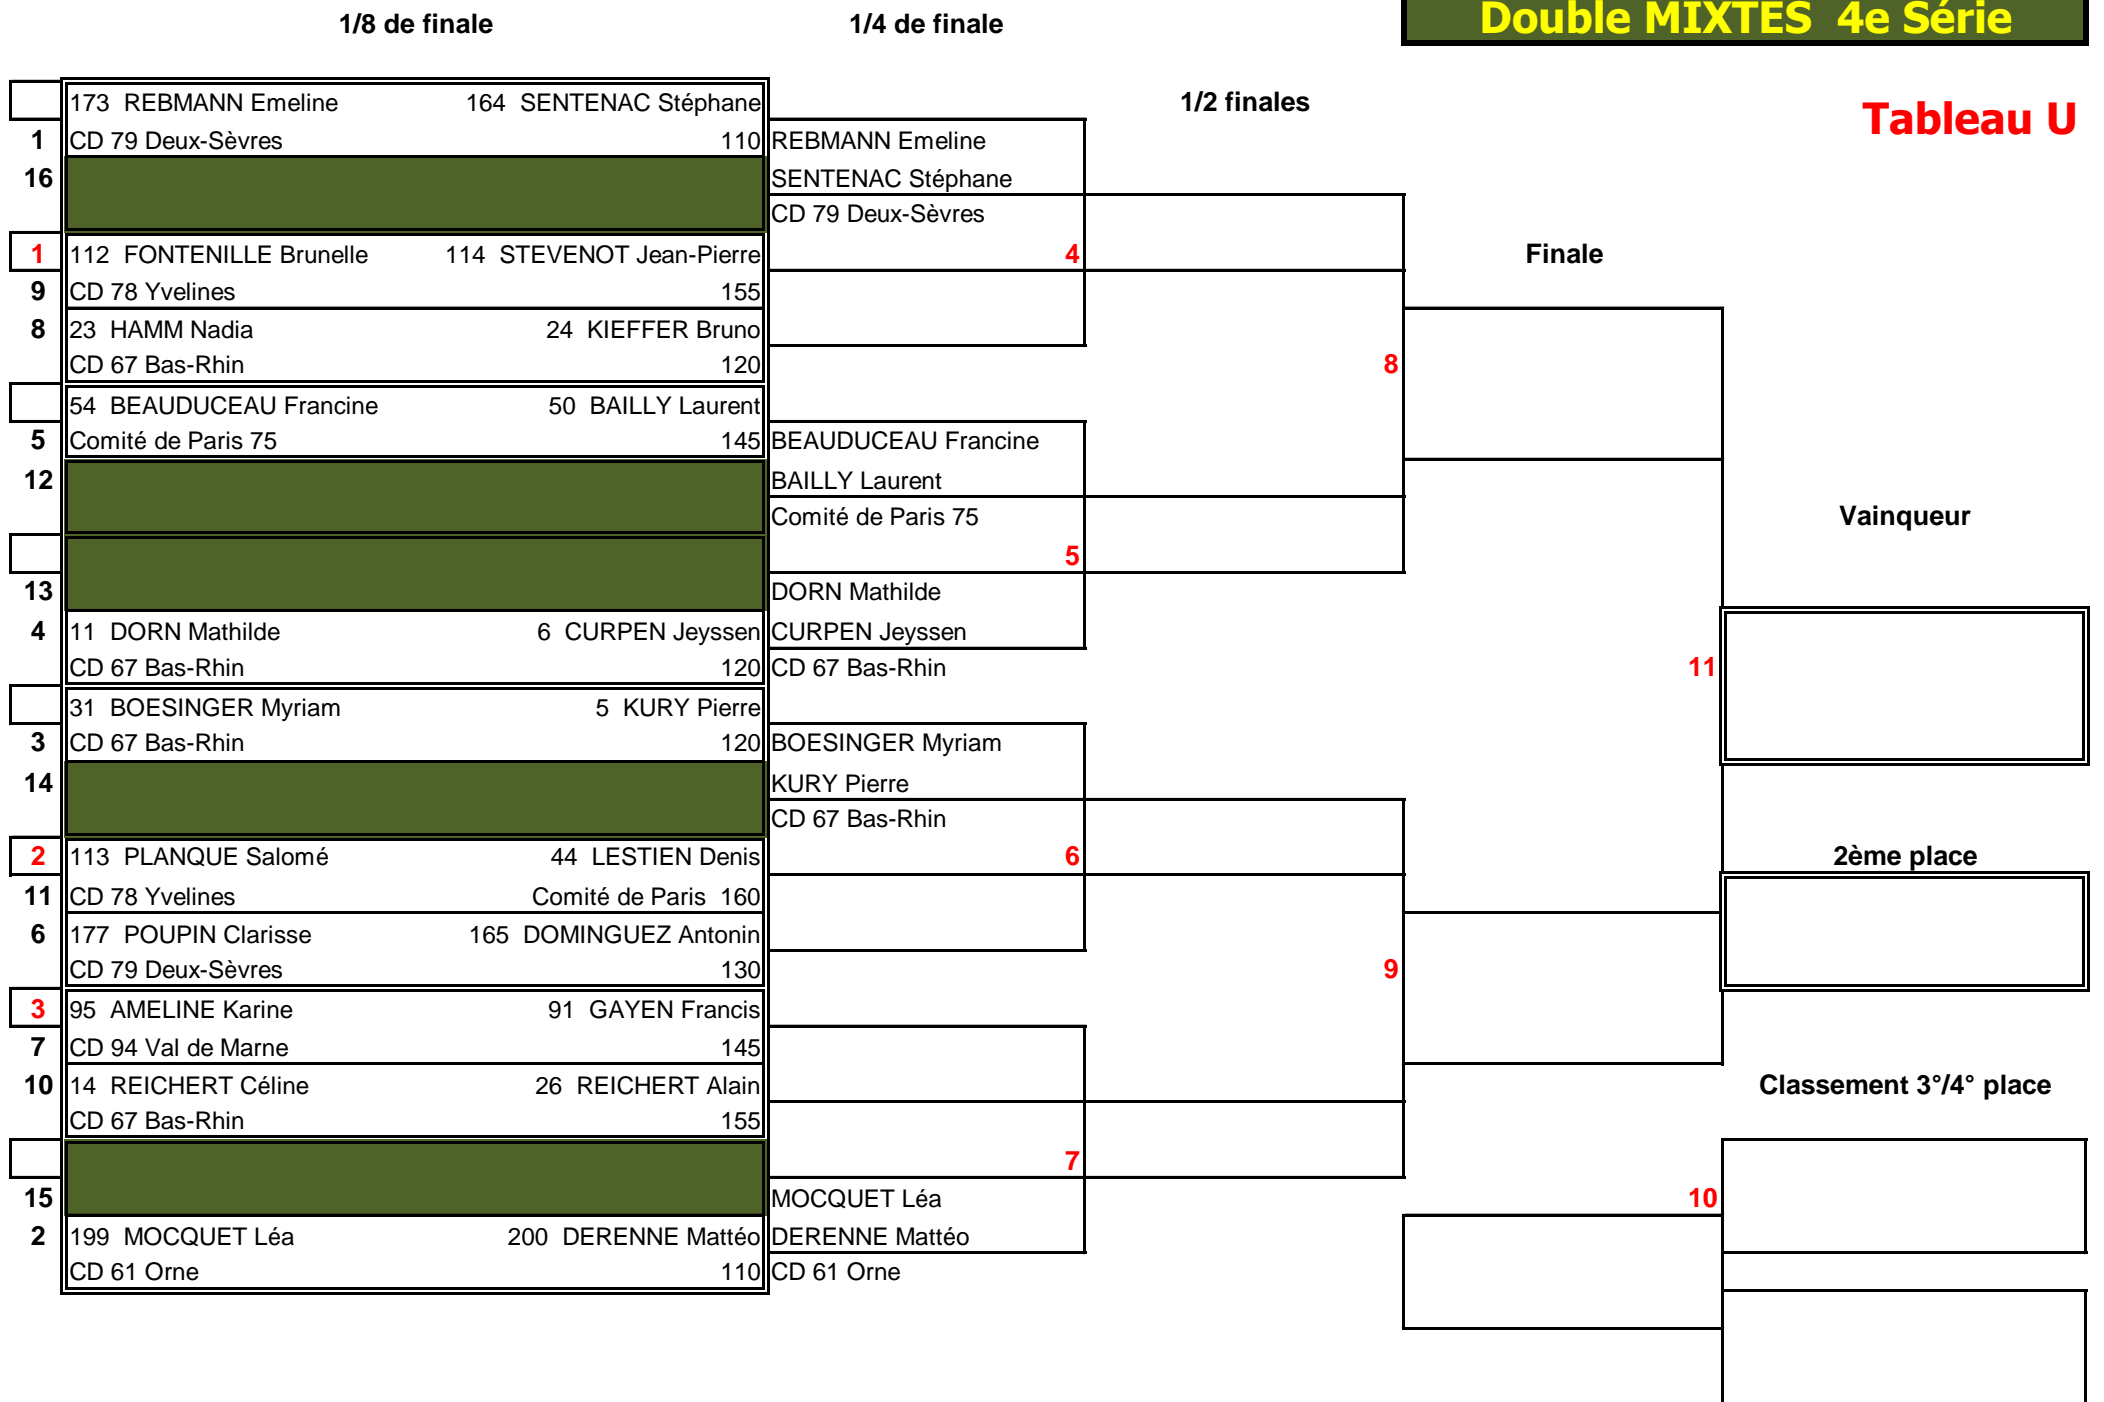 1/8 de finale 1/4 de finale Double MIXTES 4e Série
1/2 finales Tableau U
173 REBMANN Emeline 164 SENTENAC Stéphane
1 CD 79 Deux-Sèvres 110 REBMANN Emeline
16 SENTENAC Stéphane
CD 79 Deux-Sèvres
1 112 FONTENILLE Brunelle 114 STEVENOT Jean-Pierre 4 Finale
9 CD 78 Yvelines 155
8 23 HAMM Nadia 24 KIEFFER Bruno
CD 67 Bas-Rhin 120 8
54 BEAUDUCEAU Francine 50 BAILLY Laurent
5 Comité de Paris 75 145 BEAUDUCEAU Francine
12 BAILLY Laurent
Comité de Paris 75 Vainqueur
5
13 DORN Mathilde
4 11 DORN Mathilde 6 CURPEN Jeyssen CURPEN Jeyssen
CD 67 Bas-Rhin 120 CD 67 Bas-Rhin 11
31 BOESINGER Myriam 5 KURY Pierre
3 CD 67 Bas-Rhin 120 BOESINGER Myriam
14 KURY Pierre
CD 67 Bas-Rhin
2 113 PLANQUE Salomé 44 LESTIEN Denis 6 2ème place
11 CD 78 Yvelines Comité de Paris 160
6 177 POUPIN Clarisse 165 DOMINGUEZ Antonin
CD 79 Deux-Sèvres 130 9
3 95 AMELINE Karine 91 GAYEN Francis
7 CD 94 Val de Marne 145
10 14 REICHERT Céline 26 REICHERT Alain Classement 3°/4° place
CD 67 Bas-Rhin 155
7
15 MOCQUET Léa 10
2 199 MOCQUET Léa 200 DERENNE Mattéo DERENNE Mattéo
CD 61 Orne 110 CD 61 Orne